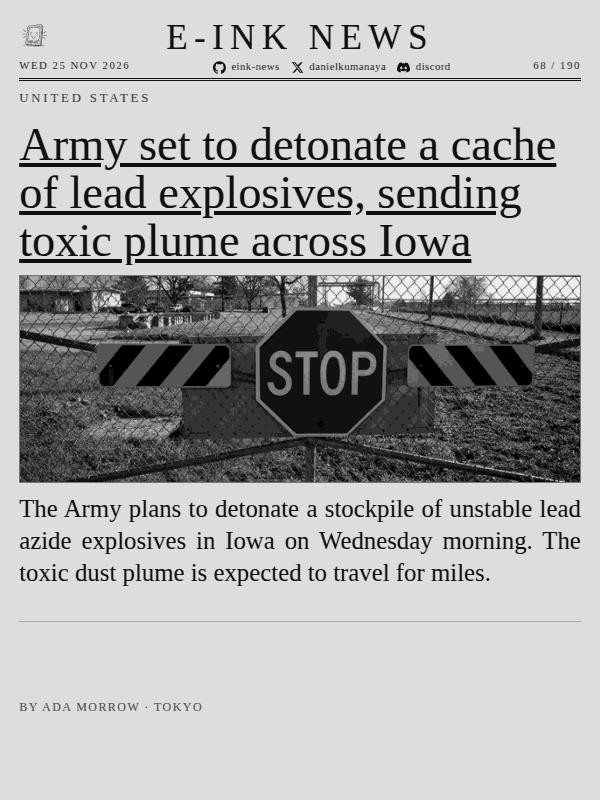 E-INK NEWS
WED 25 NOV 2026
eink-news danielkumanaya discord
68 / 190
UNITED STATES
Army set to detonate a cache
of lead explosives, sending
toxic plume across Iowa
STOP
The Army plans to detonate a stockpile of unstable lead
azide explosives in Iowa on Wednesday morning. The
toxic dust plume is expected to travel for miles.
BY ADA MORROW · TOKYO